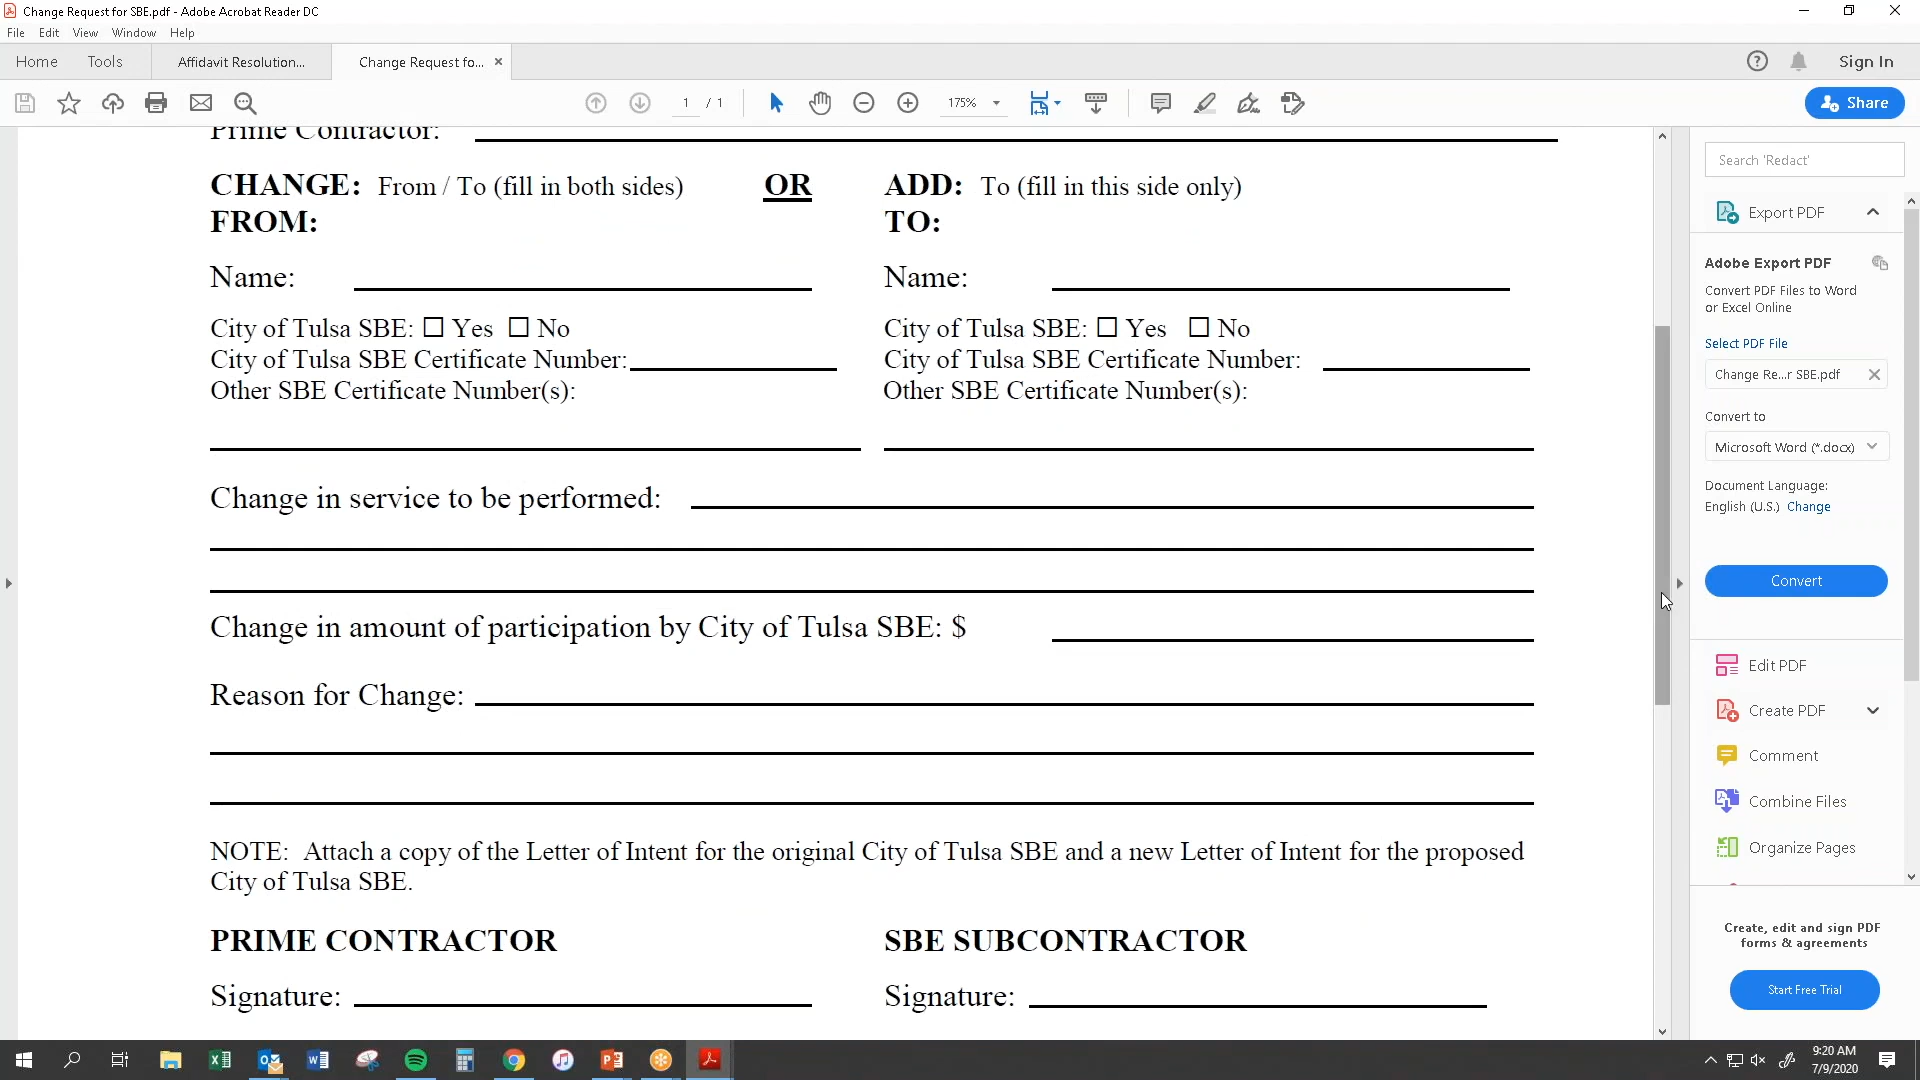 Change Request for SBE.pdf - Adobe Acrobat Reader DC
File Edit View Window Help
Home Tools Affidavit Resolution... Change Request fo... Sign In
1 / 1 175% Share
Prime Contractor:
CHANGE: From / To (fill in both sides) OR ADD: To (fill in this side only)
FROM: TO:
Name: Name:
City of Tulsa SBE: ☐ Yes ☐ No City of Tulsa SBE: ☐ Yes ☐ No
City of Tulsa SBE Certificate Number: City of Tulsa SBE Certificate Number:
Other SBE Certificate Number(s): Other SBE Certificate Number(s):
Change in service to be performed:
Change in amount of participation by City of Tulsa SBE: $
Reason for Change:
NOTE: Attach a copy of the Letter of Intent for the original City of Tulsa SBE and a new Letter of Intent for the proposed
City of Tulsa SBE.
PRIME CONTRACTOR SBE SUBCONTRACTOR
Signature: Signature:
Search 'Redact'
Export PDF
Adobe Export PDF
Convert PDF Files to Word
or Excel Online
Select PDF File
Change Re...r SBE.pdf
Convert to
Microsoft Word (*.docx)
Document Language:
English (U.S.) Change
Convert
Edit PDF
Create PDF
Comment
Combine Files
Organize Pages
Create, edit and sign PDF
forms & agreements
Start Free Trial
9:20 AM
7/9/2020